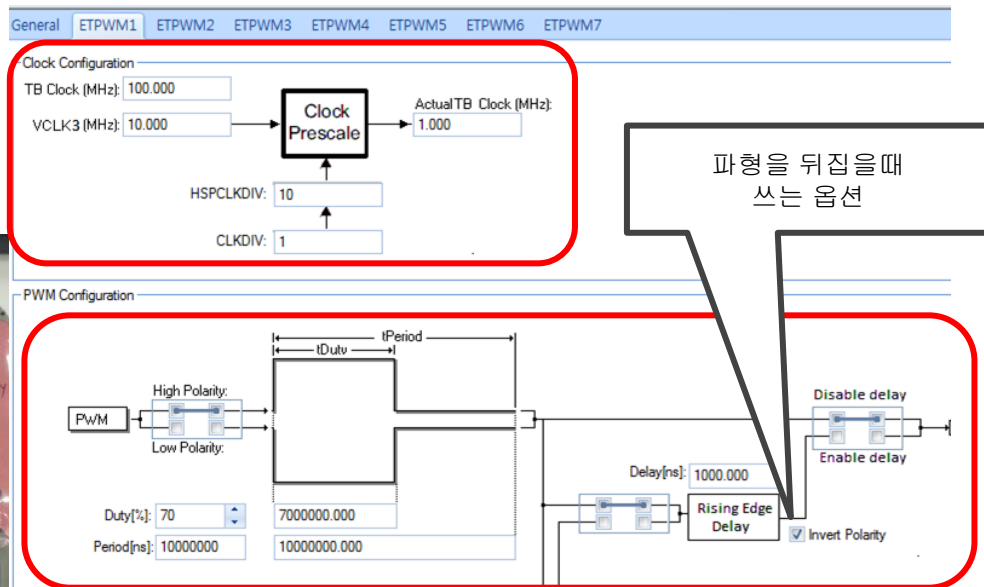 General ETPWM1 ETPWM2 ETPWM3 ETPWM4 ETPWM5 ETPWM6 ETPWM7
Clock Configuration
TB Clock (MHz): 100.000
VCLK3 (MHz): 10.000
Clock
Prescale
Actual TB Clock (MHz):
1.000
HSPCLKDIV: 10
CLKDIV: 1
파형을 뒤집을때
쓰는 옵션
PWM Configuration
tPeriod
tDuty
High Polarity:
PWM
Low Polarity:
Disable delay
Enable delay
Delay[ns]: 1000.000
Rising Edge
Delay
Invert Polarity
Duty[%]: 70 7000000.000
Period[ns]: 10000000 10000000.000